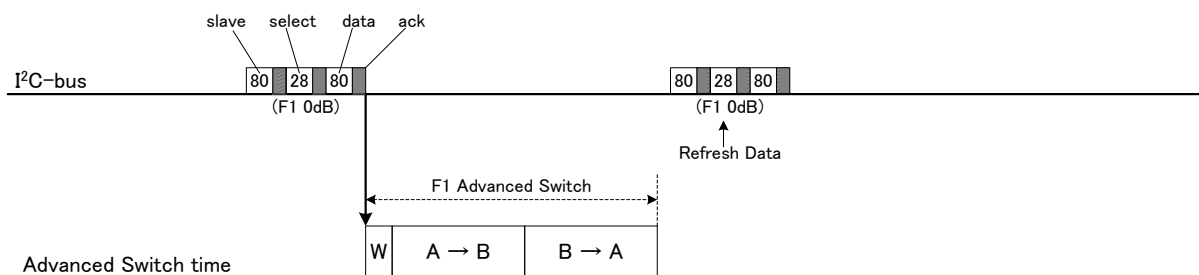 slave select data ack
I²C-bus 80 28 80 80 28 80
(F1 0dB) (F1 0dB)
Refresh Data
F1 Advanced Switch
W A → B B → A
Advanced Switch time